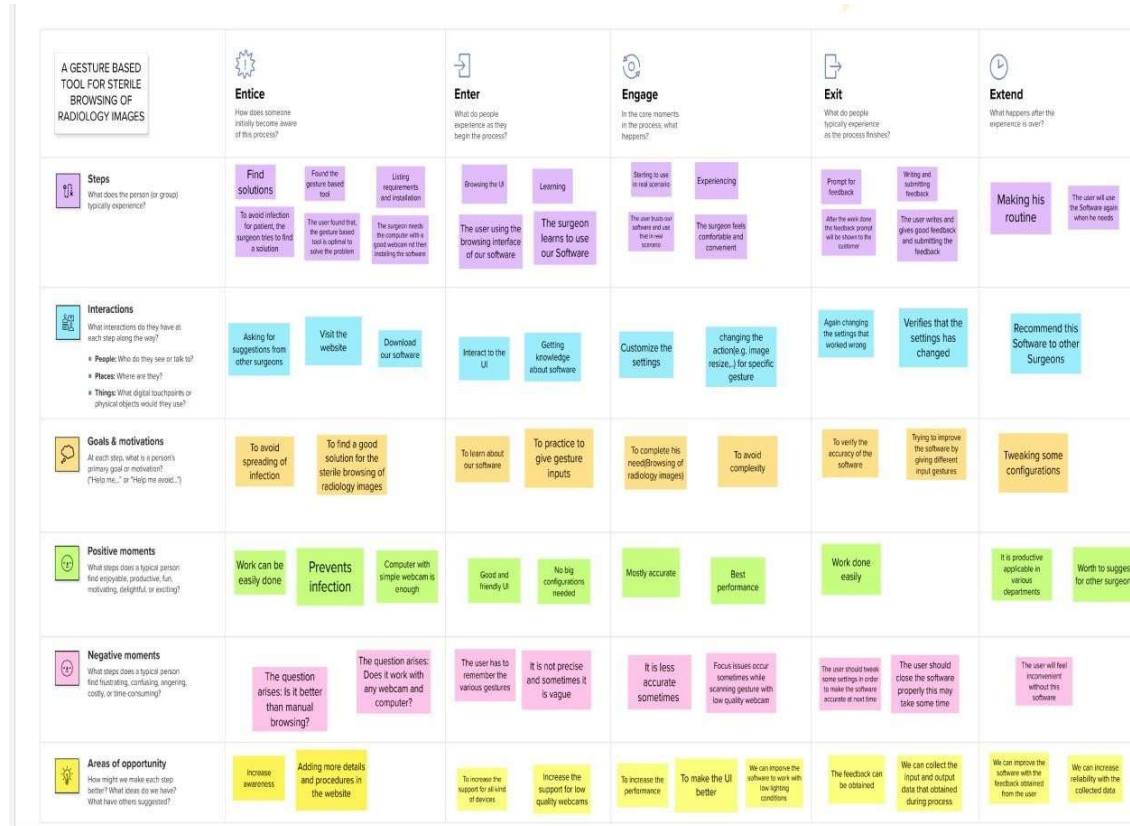 A GESTURE BASED
TOOL FOR STERILE
BROWSING OF
RADIOLOGY IMAGES
Entice
How does someone
initially become aware
of this process?
Enter
What do people
experience as they
begin the process?
Engage
In the core moments
in the process, what
happens?
Exit
What do people
typically experience
as the process finishes?
Extend
What happens after the
experience is over?
Steps
What does the person (or group)
typically experience?
Find
solutions
Found the
gesture based
tool
Listing
requirements
and installation
To avoid infection
for patient, the
surgeon tries to find
a solution
The user found that,
the gesture based
tool is optimal to
solve the problem
The surgeon needs
the computer with a
good webcam nd then
instaling the software
Browsing the UI
Learning
The user using the
browsing interface
of our software
The surgeon
learns to use
our Software
Starting to use
in real scenario
Experiencing
The user trusts our
software and use
that in real
scenario
The surgeon feels
comfortable and
convenient
Prompt for
feedback
Writing and
submitting
feedback
After the work done
the feedback prompt
will be shown to the
customer
The user writes and
gives good feedback
and submitting the
feedback
Making his
routine
The user will use
the Software again
when he needs
Interactions
What interactions do they have at
each step along the way?
People: Who do they see or talk to?
Places: Where are they?
Things: What digital touchpoints or
physical objects would they use?
Asking for
suggestions from
other surgeons
Visit the
website
Download
our software
Interact to the
UI
Getting
knowledge
about software
Customize the
settings
changing the
action(e.g. image
resize,..) for specific
gesture
Again changing
the settings that
worked wrong
Verifies that the
settings has
changed
Recommend this
Software to other
Surgeons
Goals & motivations
At each step, what is a person's
primary goal or motivation?
("Help me..." or "Help me avoid...")
To avoid
spreading of
infection
To find a good
solution for the
sterile browsing of
radiology images
To learn about
our software
To practice to
give gesture
inputs
To complete his
need(Browsing of
radiology images)
To avoid
complexity
To verify the
accuracy of the
software
Trying to improve
the software by
giving different
input gestures
Tweaking some
configurations
Positive moments
What steps does a typical person
find enjoyable, productive, fun,
motivating, delightful, or exciting?
Work can be
easily done
Prevents
infection
Computer with
simple webcam is
enough
Good and
friendly UI
No big
configurations
needed
Mostly accurate
Best
performance
Work done
easily
It is productive
applicable in
various
departments
Worth to sugges
for other surgeon
Negative moments
What steps does a typical person
find frustrating, confusing, angering,
costly, or time-consuming?
The question
arises: Is it better
than manual
browsing?
The question arises:
Does it work with
any webcam and
computer?
The user has to
remember the
various gestures
It is not precise
and sometimes it
is vague
It is less
accurate
sometimes
Focus issues occur
sometimes while
scanning gesture with
low quality webcam
The user should tweak
some settings in order
to make the software
accurate at next time
The user should
close the software
properly this may
take some time
The user will feel
inconvenient
without this
software
Areas of opportunity
How might we make each step
better? What ideas do we have?
What have others suggested?
Increase
awareness
Adding more details
and procedures in
the website
To increase the
support for all kind
of devices
Increase the
support for low
quality webcams
To increase the
performance
To make the UI
better
We can imporve the
software to work with
low lighting
conditions
The feedback can
be obtained
We can collect the
input and output
data that obtained
during process
We can improve the
software with the
feedback obtained
from the user
We can increase
reliability with the
collected data